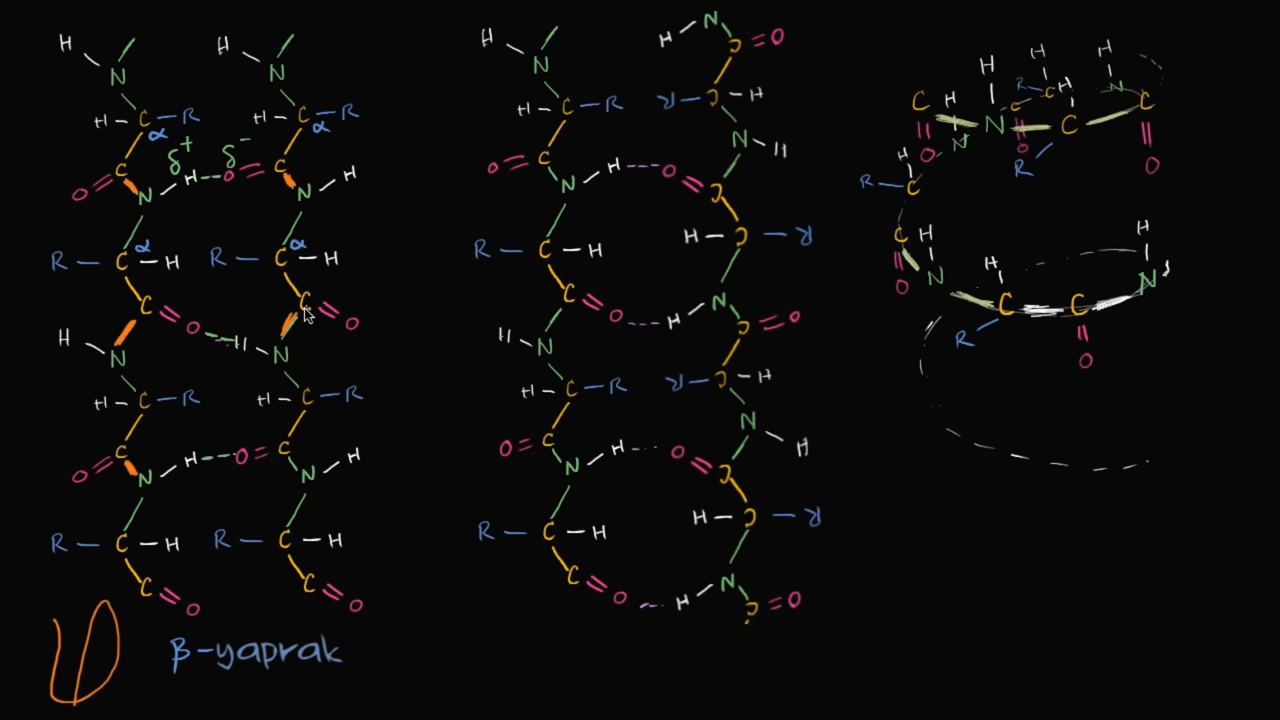 H H
N N
H C R H C R
α α
δ+ δ-
C C
O N H O N H
α α
R C H R C H
C C
O O
H N H N
H C R H C R
C O C
O N H N H
R C H R C H
C C
O O
β-yaprak
H N
N H C O
H C R R C H
N H
O C H O
N C
R C H H C R
C N
O H C O
H N
H C R R C H
N
O C H O H
N C
R C H H C R
C N
O H C O
H H H
C H N R C H C N C
O N O R C O
H
R C
C H H H
O N C C N
R O